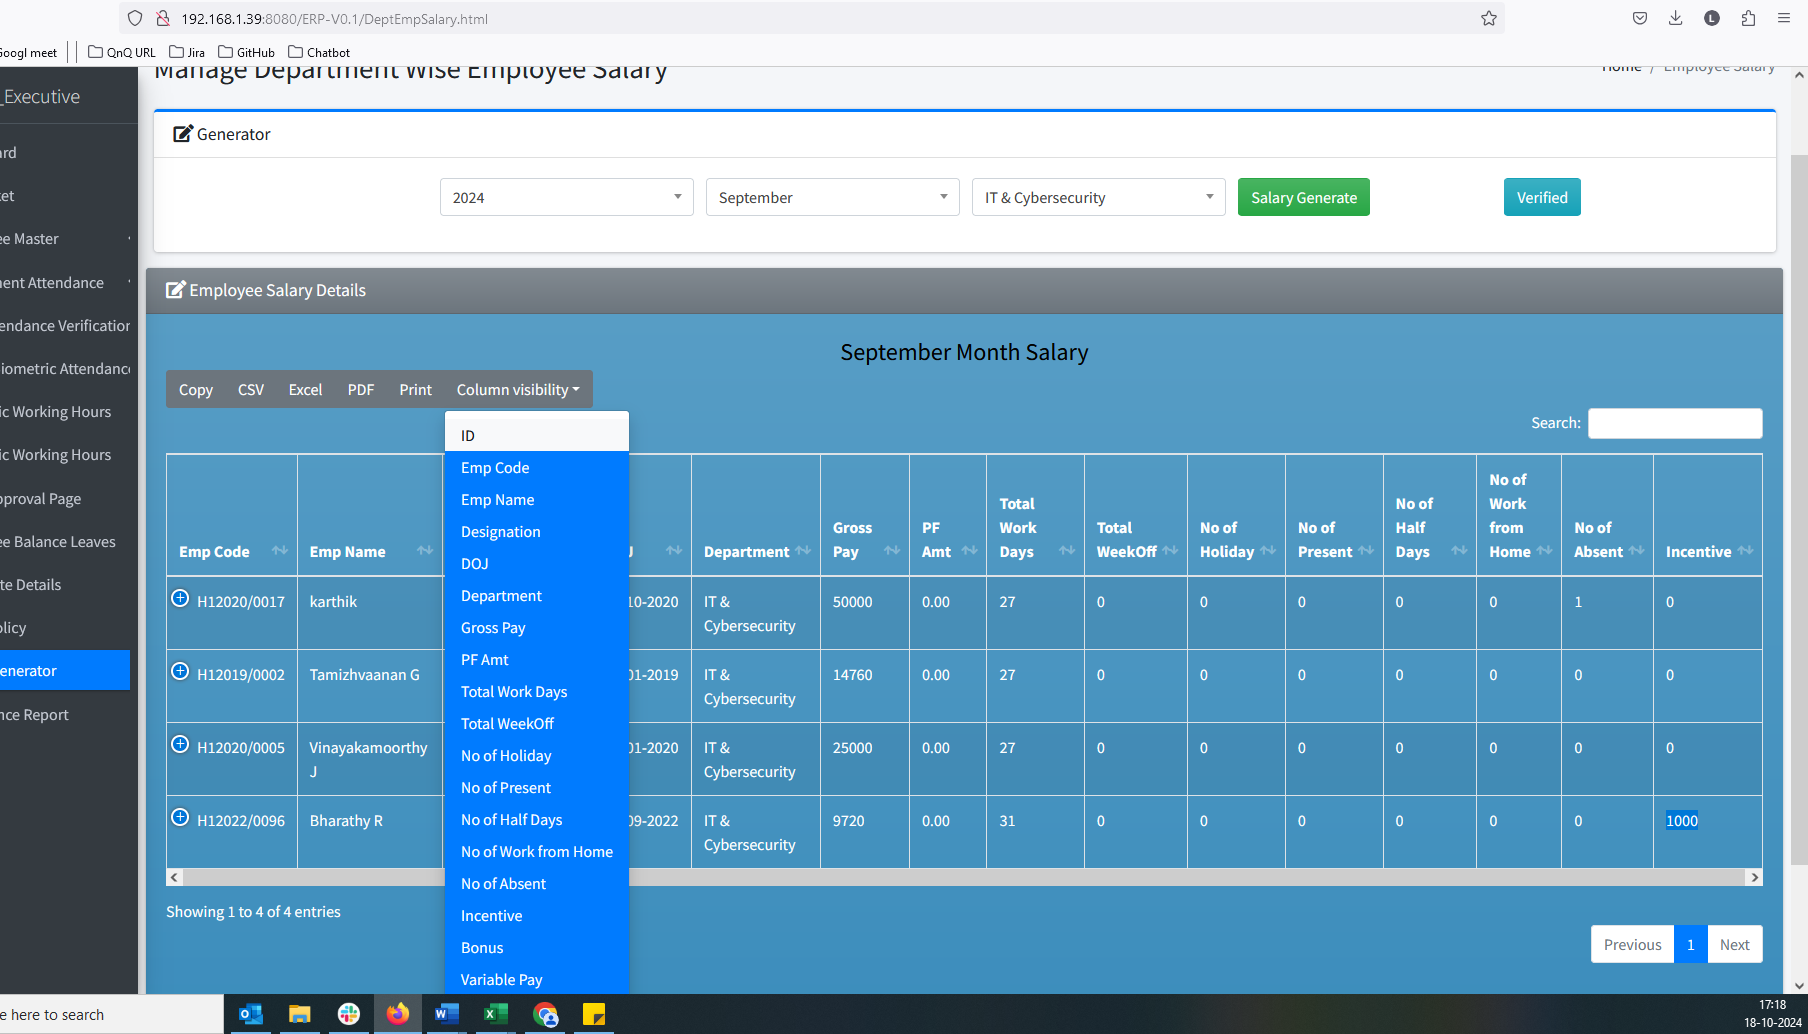 192.168.1.39:8080/ERP-V0.1/DeptEmpSalary.html
Googl meet
QnQ URL
Jira
GitHub
Chatbot
Manage Department Wise Employee Salary
Home / Employee Salary
_Executive
ard
et
ee Master
nent Attendance
endance Verification
iometric Attendance
ic Working Hours
ic Working Hours
pproval Page
ee Balance Leaves
te Details
olicy
enerator
nce Report
Generator
2024
September
IT & Cybersecurity
Salary Generate
Verified
Employee Salary Details
September Month Salary
Copy CSV Excel PDF Print Column visibility
Search:
ID
Emp Code
Emp Name
Designation
DOJ
Department
Gross Pay
PF Amt
Total Work Days
Total WeekOff
No of Holiday
No of Present
No of Half Days
No of Work from Home
No of Absent
Incentive
Bonus
Variable Pay
Emp Code Emp Name J Department Gross Pay PF Amt Total Work Days Total WeekOff No of Holiday No of Present No of Half Days No of Work from Home No of Absent Incentive
H12020/0017 karthik 10-2020 IT & Cybersecurity 50000 0.00 27 0 0 0 0 0 1 0
H12019/0002 Tamizhvaanan G 01-2019 IT & Cybersecurity 14760 0.00 27 0 0 0 0 0 0 0
H12020/0005 Vinayakamoorthy J 01-2020 IT & Cybersecurity 25000 0.00 27 0 0 0 0 0 0 0
H12022/0096 Bharathy R 09-2022 IT & Cybersecurity 9720 0.00 31 0 0 0 0 0 0 1000
Showing 1 to 4 of 4 entries
Previous 1 Next
e here to search
17:18
18-10-2024